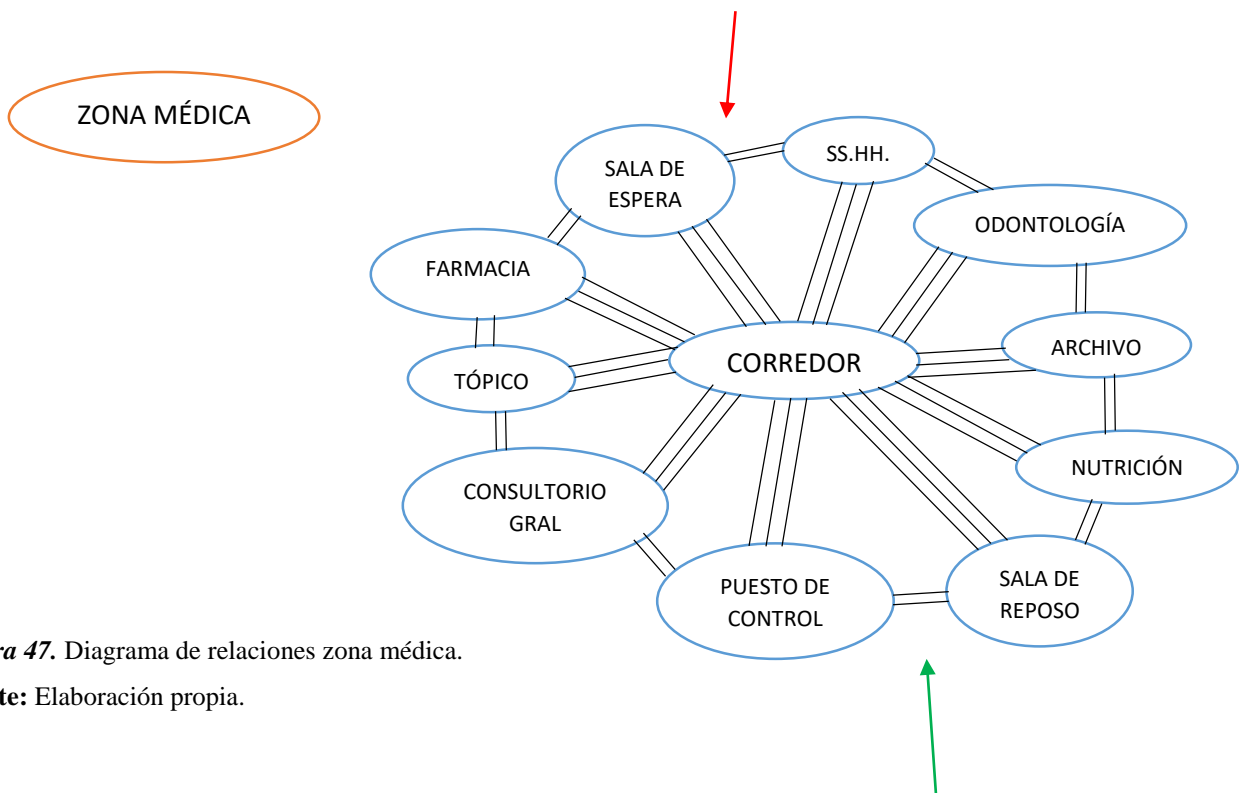 ZONA MÉDICA
SALA DE
ESPERA
SS.HH.
ODONTOLOGÍA
FARMACIA
ARCHIVO
CORREDOR
TÓPICO
NUTRICIÓN
CONSULTORIO
GRAL
PUESTO DE
CONTROL
SALA DE
REPOSO
ra 47. Diagrama de relaciones zona médica.
te: Elaboración propia.